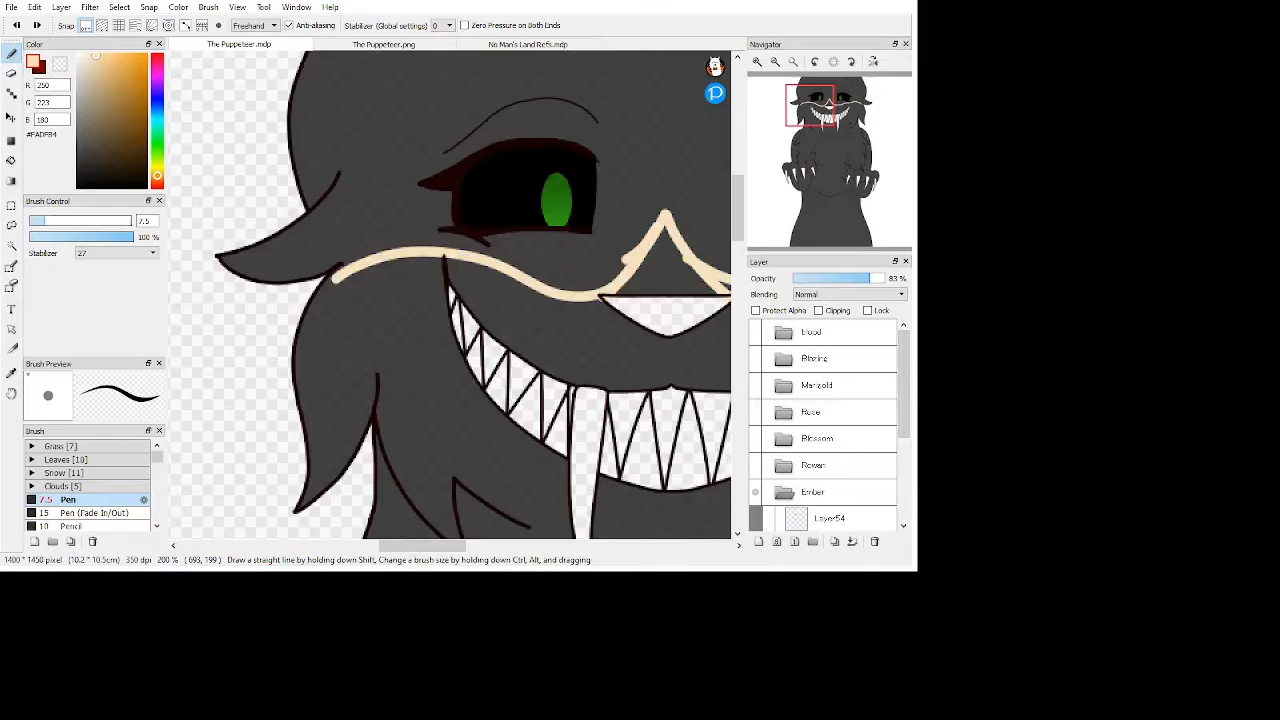 File Edit Layer Filter Select Snap Color Brush View Tool Window Help
Snap Freehand Anti-aliasing Stabilizer (Global settings) 0 Zero Pressure on Both Ends
Color
The Puppeteer.mdp The Puppeteer.png No Man's Land Refs.mdp
Navigator
R 250
G 223
B 180
#FADFB4
Brush Control
7.5
100 %
Stabilizer 27
Layer
Opacity 83 %
Blending Normal
Protect Alpha Clipping Lock
blood
Blazing
Marigold
Rose
Blossom
Rowan
Ember
Layer54
Brush Preview
Brush
Grass [7]
Leaves [10]
Snow [11]
Clouds [5]
7.5 Pen
15 Pen (Fade In/Out)
10 Pencil
1400 * 1450 pixel (10.2 * 10.5cm) 350 dpi 200 % ( 693, 199 ) Draw a straight line by holding down Shift, Change a brush size by holding down Ctrl, Alt, and dragging